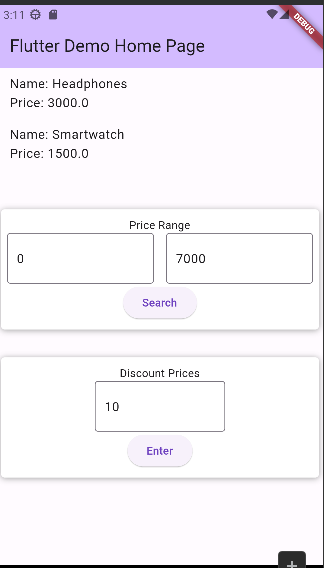 3:11
DEBUG
Flutter Demo Home Page
Name: Headphones
Price: 3000.0
Name: Smartwatch
Price: 1500.0
Price Range
0 7000
Search
Discount Prices
10
Enter
+